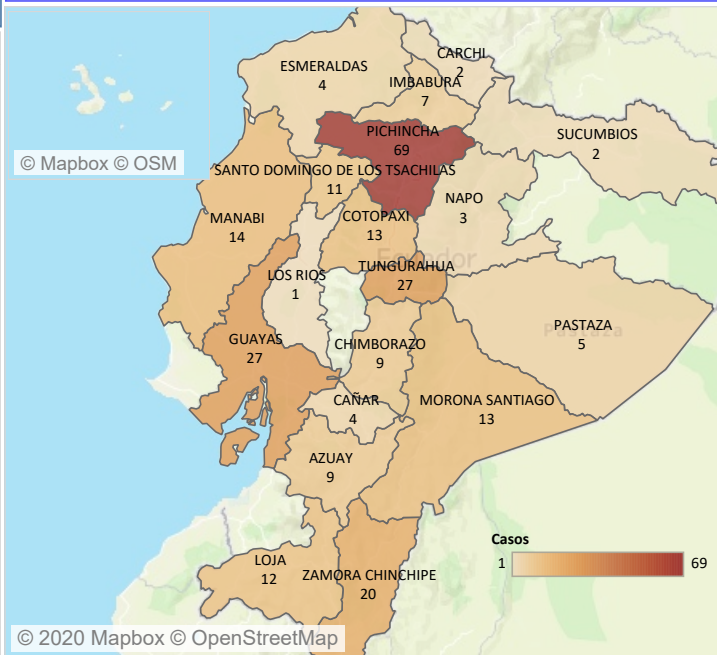 CARCHI
2
ESMERALDAS
4
IMBABURA
7
PICHINCHA
69
SUCUMBIOS
2
© Mapbox © OSM
SANTO DOMINGO DE LOS TSACHILAS
11
NAPO
3
MANABI
14
COTOPAXI
13
Ecuador
TUNGURAHUA
27
LOS RIOS
1
Pastaza
PASTAZA
5
GUAYAS
27
CHIMBORAZO
9
CAÑAR
4
MORONA SANTIAGO
13
AZUAY
9
Casos
1
69
LOJA
12
ZAMORA CHINCHIPE
20
© 2020 Mapbox © OpenStreetMap